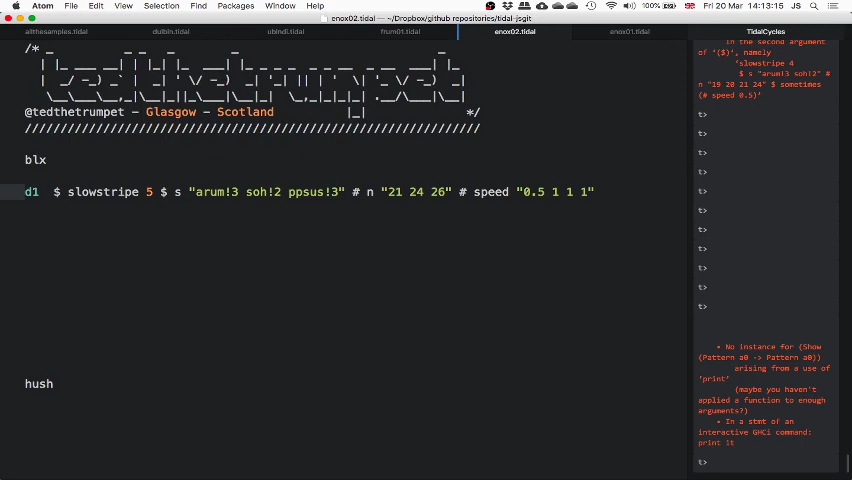 Atom File Edit View Selection Find Packages Window Help 100% Fri 20 Mar 14:13:15 JS
enox02.tidal — ~/Dropbox/github repositories/tidal-jsgit
allthesamples.tidal dulbin.tidal ubindi.tidal frum01.tidal enox02.tidal enox01.tidal TidalCycles
/*
tedthetrumpet
@tedthetrumpet - Glasgow - Scotland */
////////////////////////////////////////////////////////////////
blx
d1 $ slowstripe 5 $ s "arum!3 soh!2 ppsus!3" # n "21 24 26" # speed "0.5 1 1 1"
hush
In the second argument
of '($)', namely
'slowstripe 4
$ s "arum!3 soh!2" #
n "19 20 21 24" $ sometimes
(# speed 0.5)'
t>
t>
t>
t>
t>
t>
t>
t>
t>
t>
t>
• No instance for (Show
(Pattern a0 -> Pattern a0))
arising from a use of
'print'
(maybe you haven't
applied a function to enough
arguments?)
• In a stmt of an
interactive GHCi command:
print it
t>